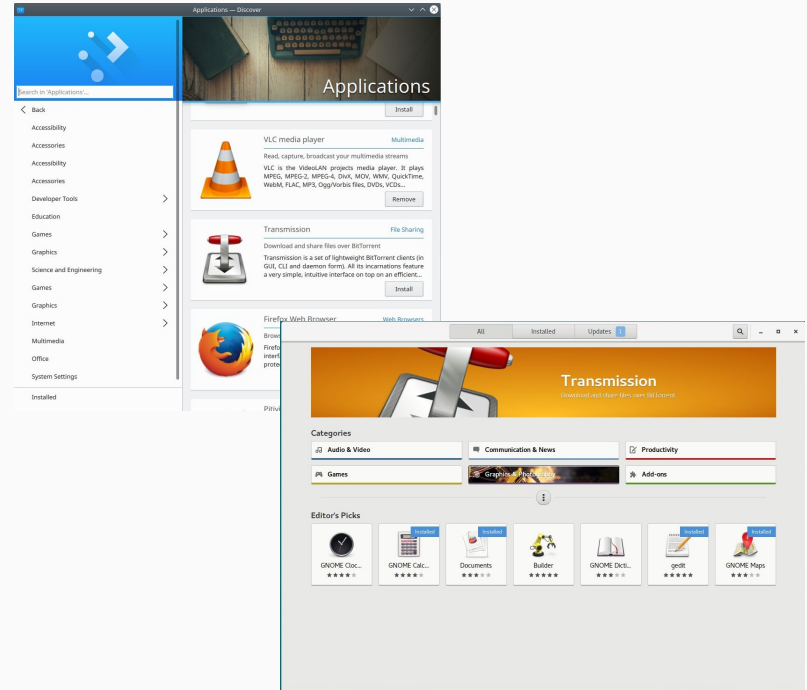 Applications — Discover
Applications
Search in 'Applications'...
Back
Accessibility
Accessories
Accessibility
Accessories
Developer Tools
Education
Games
Graphics
Science and Engineering
Games
Graphics
Internet
Multimedia
Office
System Settings
Installed
Install
VLC media player
Multimedia
Read, capture, broadcast your multimedia streams
VLC is the VideoLAN projects media player. It plays
MPEG, MPEG-2, MPEG-4, DivX, MOV, WMV, QuickTime,
WebM, FLAC, MP3, Ogg/Vorbis files, DVDs, VCDs...
Remove
Transmission
File Sharing
Download and share files over BitTorrent
Transmission is a set of lightweight BitTorrent clients (in
GUI, CLI and daemon form). All its incarnations feature
a very simple, intuitive interface on top on an efficient...
Install
Firefox Web Browser
Web Browsers
Brows
Firefo
interf
prote
Pitivi
All
Installed
Updates 1
Transmission
Download and share files over BitTorrent
Categories
Audio & Video
Communication & News
Productivity
Games
Graphics & Photography
Add-ons
Editor's Picks
Installed
Installed
Installed
Installed
GNOME Cloc...
GNOME Calc...
Documents
Builder
GNOME Dicti...
gedit
GNOME Maps